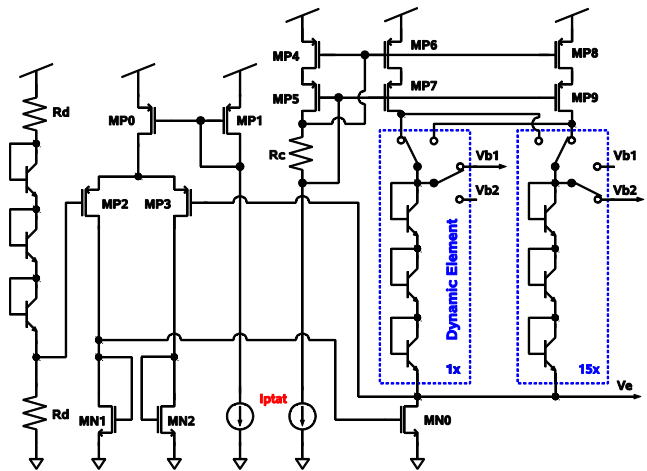 MP4
MP6
MP8
MP5
MP7
MP9
Rd
MP0
MP1
Rc
Vb1
Vb1
Vb2
Vb2
MP2
MP3
Dynamic Element
1x
15x
Ve
Iptat
Rd
MN1
MN2
MN0